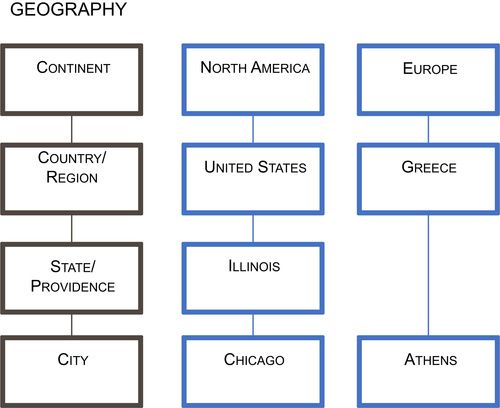 GEOGRAPHY
CONTINENT
NORTH AMERICA
EUROPE
COUNTRY/
REGION
UNITED STATES
GREECE
STATE/
PROVIDENCE
ILLINOIS
CITY
CHICAGO
ATHENS